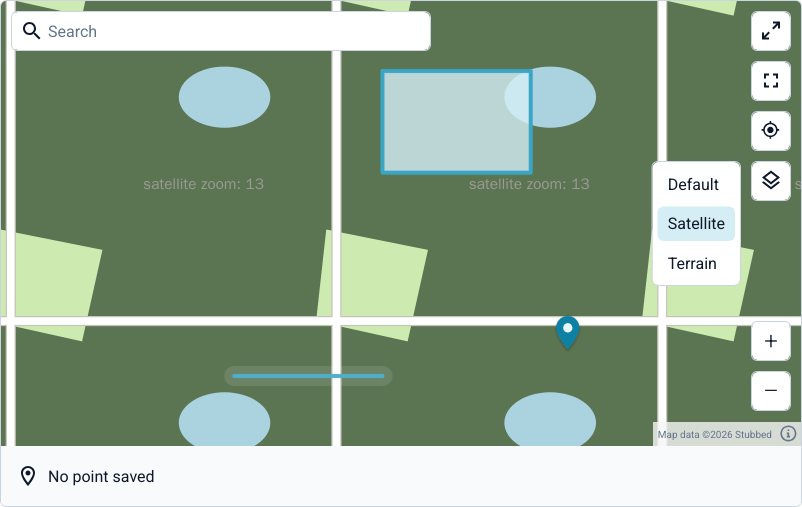 Search
satellite zoom: 13
satellite zoom: 13
s
Default
Satellite
Terrain
Map data ©2026 Stubbed
No point saved